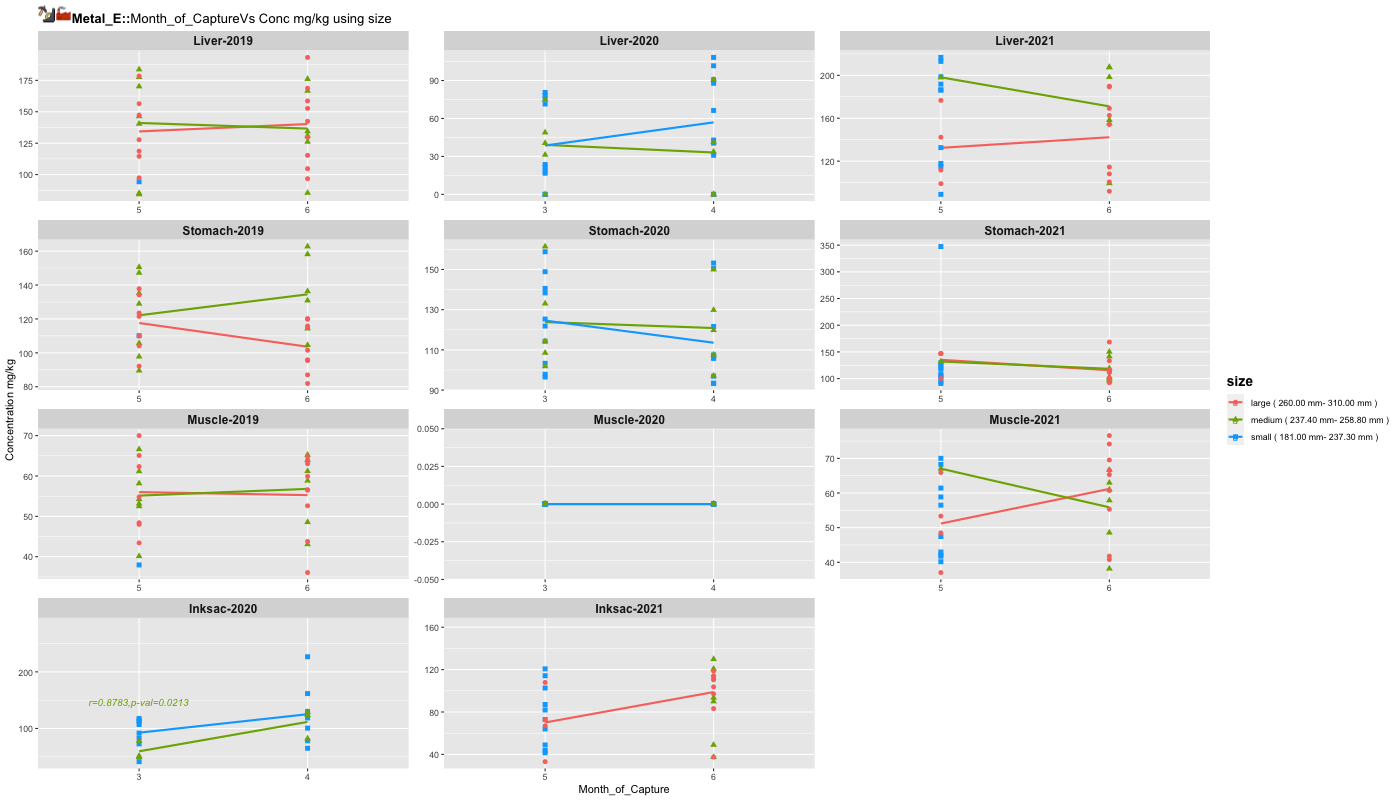 Metal_E::Month_of_CaptureVs Conc mg/kg using size
Liver-2019
175
150
125
100
5 6
Liver-2020
90
60
30
0
3 4
Liver-2021
200
160
120
5 6
Stomach-2019
160
140
120
100
80
5 6
Stomach-2020
150
130
110
90
3 4
Stomach-2021
350
300
250
200
150
100
5 6
Muscle-2019
70
60
50
40
5 6
Muscle-2020
0.050
0.025
0.000
-0.025
-0.050
3 4
Muscle-2021
70
60
50
40
5 6
Inksac-2020
200
100
r=0.8783,p-val=0.0213
3 4
Inksac-2021
160
120
80
40
5 6
Concentration mg/kg
Month_of_Capture
size
large ( 260.00 mm- 310.00 mm )
medium ( 237.40 mm- 258.80 mm )
small ( 181.00 mm- 237.30 mm )